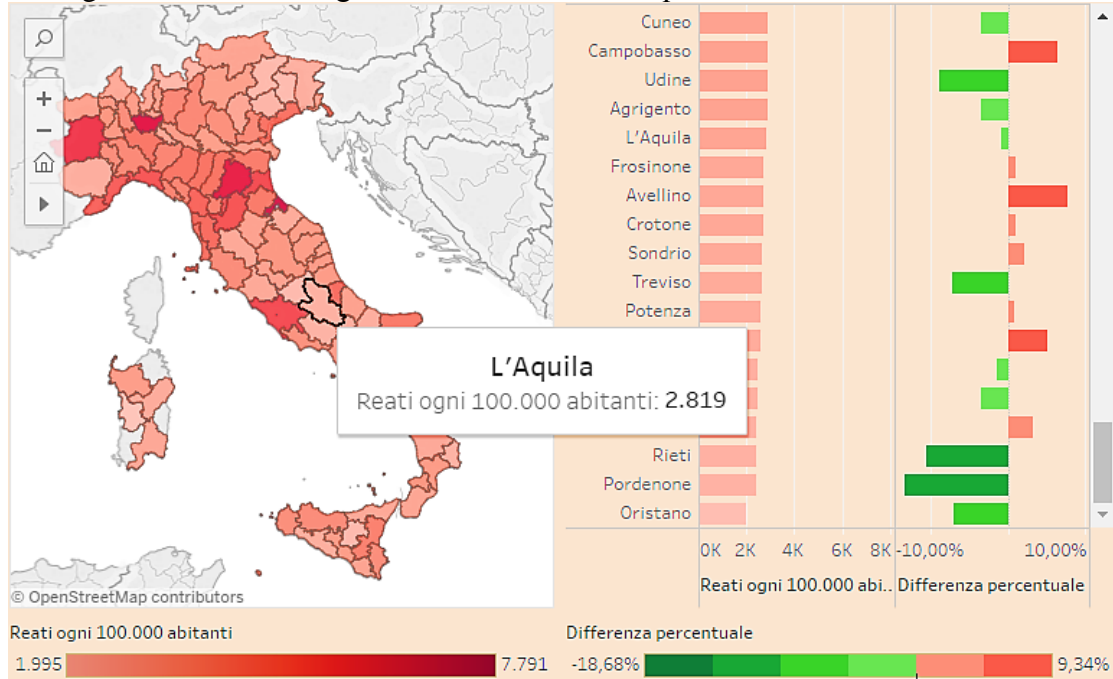 Cuneo
Campobasso
Udine
Agrigento
L'Aquila
Frosinone
Avellino
Crotone
Sondrio
Treviso
Potenza
L'Aquila
Reati ogni 100.000 abitanti: 2.819
Rieti
Pordenone
Oristano
0K 2K 4K 6K 8K -10,00% 10,00%
Reati ogni 100.000 abi.. Differenza percentuale
© OpenStreetMap contributors
Reati ogni 100.000 abitanti
1.995 7.791
Differenza percentuale
-18,68% 9,34%